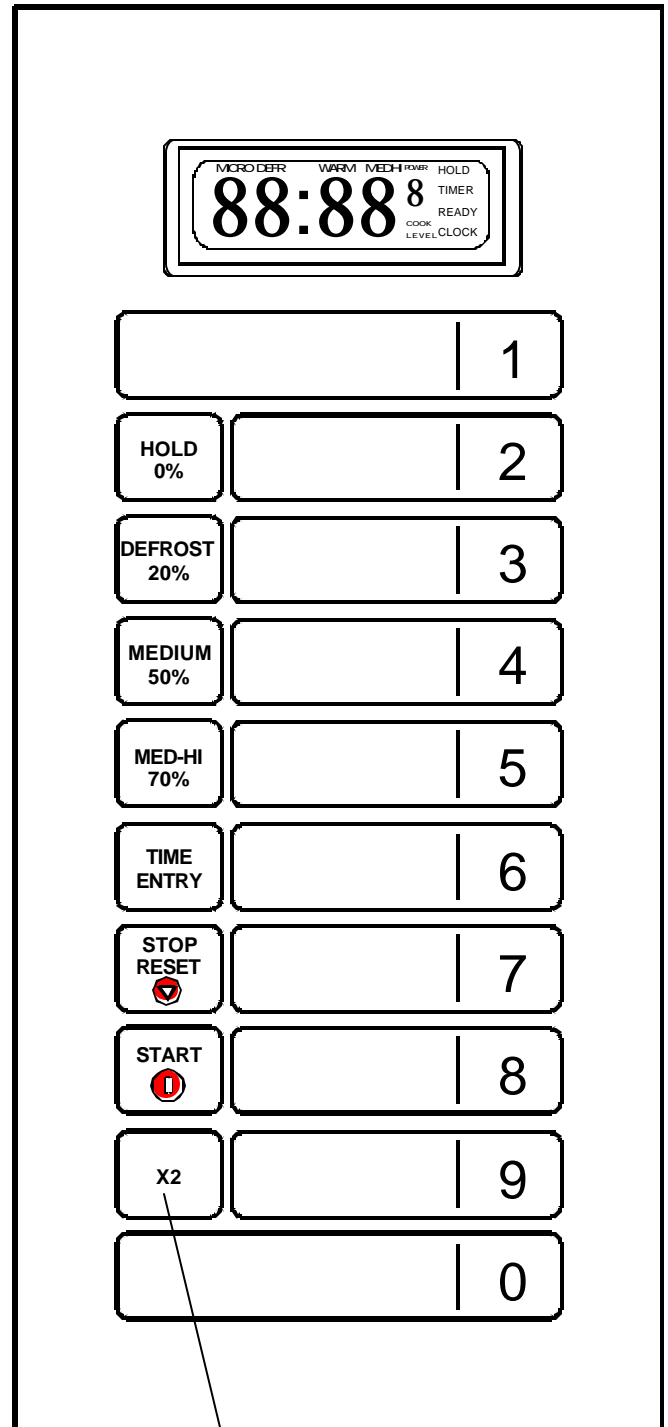 MICRO DEFR WARM MEDHI POWER HOLD
88:88 8 TIMER
READY
COOK
LEVEL CLOCK
1
HOLD
0%
2
DEFROST
20%
3
MEDIUM
50%
4
MED-HI
70%
5
TIME
ENTRY
6
STOP
RESET
7
START
8
X2
9
0